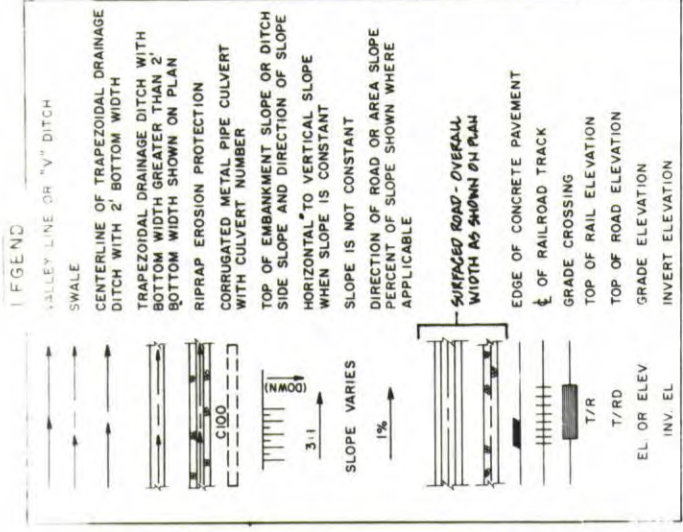 LEGEND
VALLEY LINE OR "V" DITCH
SWALE
CENTERLINE OF TRAPEZOIDAL DRAINAGE
DITCH WITH 2' BOTTOM WIDTH
TRAPEZOIDAL DRAINAGE DITCH WITH
BOTTOM WIDTH GREATER THAN 2'
BOTTOM WIDTH SHOWN ON PLAN
RIPRAP EROSION PROTECTION
C100
CORRUGATED METAL PIPE CULVERT
WITH CULVERT NUMBER
(DOWN)
TOP OF EMBANKMENT SLOPE OR DITCH
SIDE SLOPE AND DIRECTION OF SLOPE
3:1
HORIZONTAL TO VERTICAL SLOPE
WHEN SLOPE IS CONSTANT
SLOPE VARIES
SLOPE IS NOT CONSTANT
1%
DIRECTION OF ROAD OR AREA SLOPE
PERCENT OF SLOPE SHOWN WHERE
APPLICABLE
SURFACED ROAD - OVERALL
WIDTH AS SHOWN ON PLAN
EDGE OF CONCRETE PAVEMENT
℄ OF RAILROAD TRACK
GRADE CROSSING
T/R TOP OF RAIL ELEVATION
T/RD TOP OF ROAD ELEVATION
EL. OR ELEV. GRADE ELEVATION
INV. EL INVERT ELEVATION